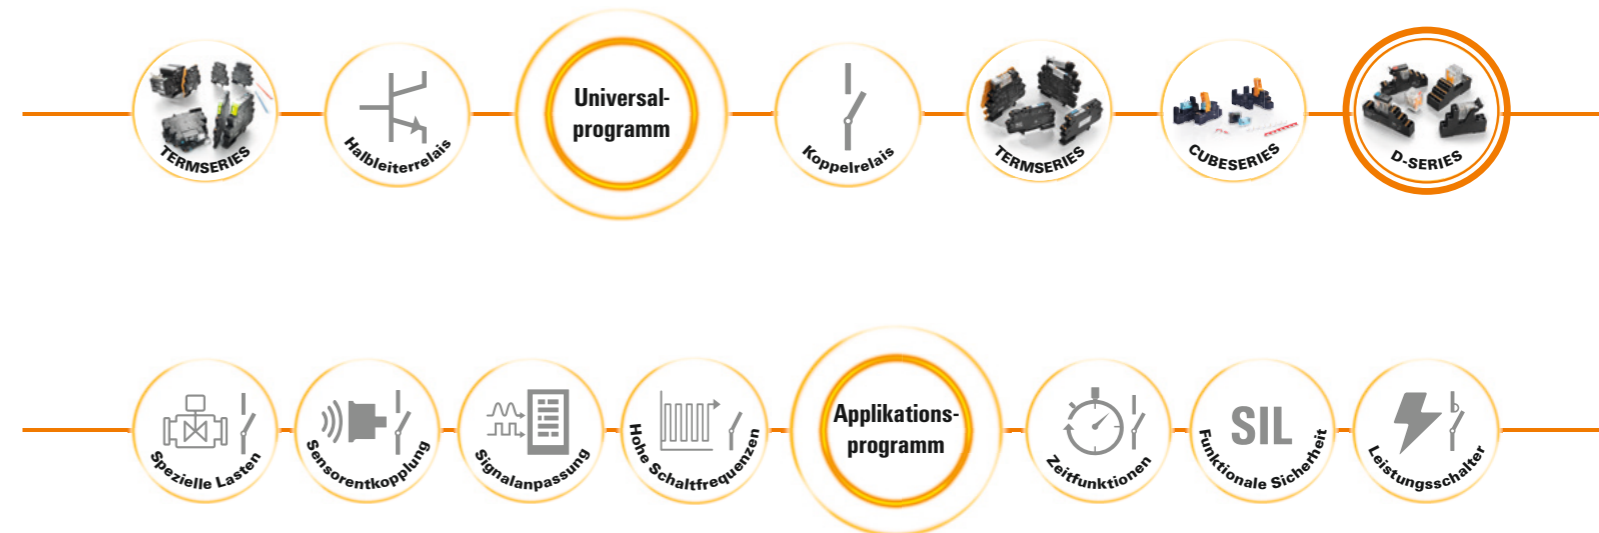 TERMSERIES
Halbleiterrelais
Universal-
programm
Koppelrelais
TERMSERIES
CUBESERIES
D-SERIES
Spezielle Lasten
Sensorentkopplung
Signalanpassung
Hohe Schaltfrequenzen
Applikations-
programm
Zeitfunktionen
SIL
Funktionale Sicherheit
Leistungsschalter